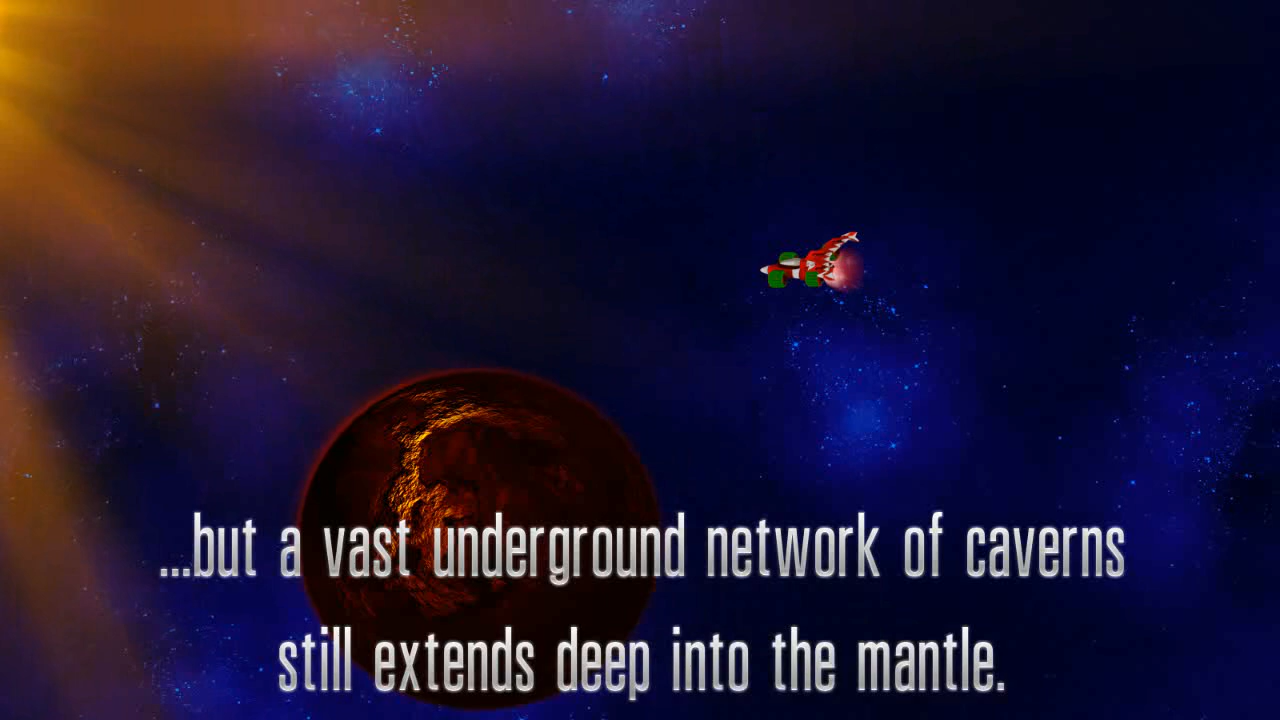 ...but a vast underground network of caverns
still extends deep into the mantle.